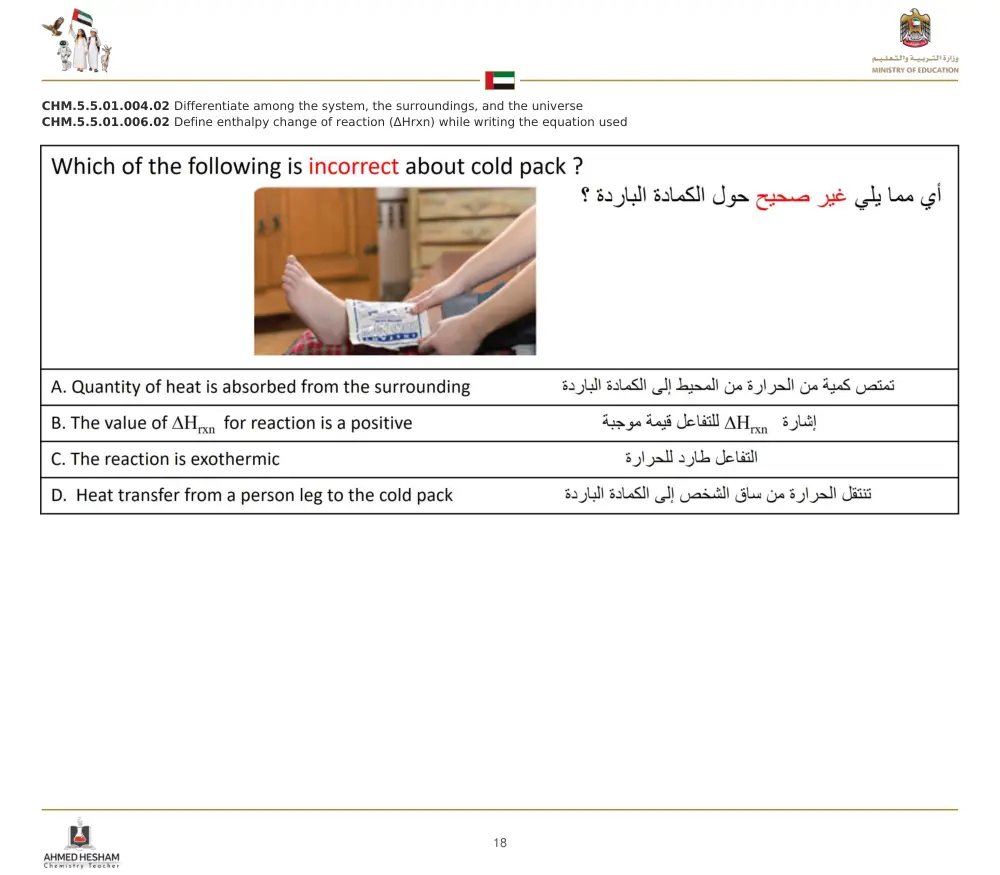 وزارة التربية والتعليم
MINISTRY OF EDUCATION
CHM.5.5.01.004.02 Differentiate among the system, the surroundings, and the universe
CHM.5.5.01.006.02 Define enthalpy change of reaction (ΔHrxn) while writing the equation used
Which of the following is incorrect about cold pack ?
أي مما يلي غير صحيح حول الكمادة الباردة ؟
A. Quantity of heat is absorbed from the surrounding تمتص كمية من الحرارة من المحيط إلى الكمادة الباردة
B. The value of ΔHrxn for reaction is a positive إشارة ΔHrxn للتفاعل قيمة موجبة
C. The reaction is exothermic التفاعل طارد للحرارة
D. Heat transfer from a person leg to the cold pack تنتقل الحرارة من ساق الشخص إلى الكمادة الباردة
18
AHMED HESHAM
Chemistry Teacher